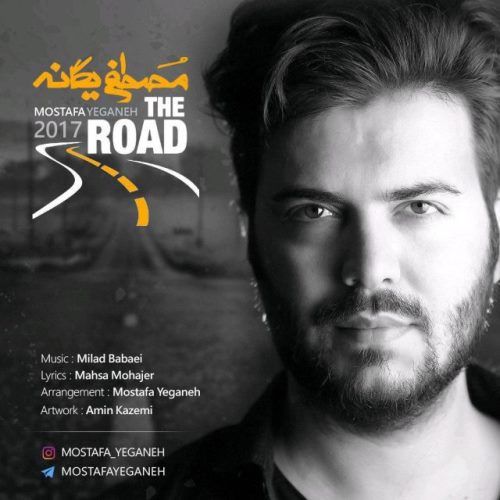 مصطفی یگانه
MOSTAFA YEGANEH THE
2017 ROAD
Music : Milad Babaei
Lyrics : Mahsa Mohajer
Arrangement : Mostafa Yeganeh
Artwork : Amin Kazemi
MOSTAFA_YEGANEH
MOSTAFAYEGANEH